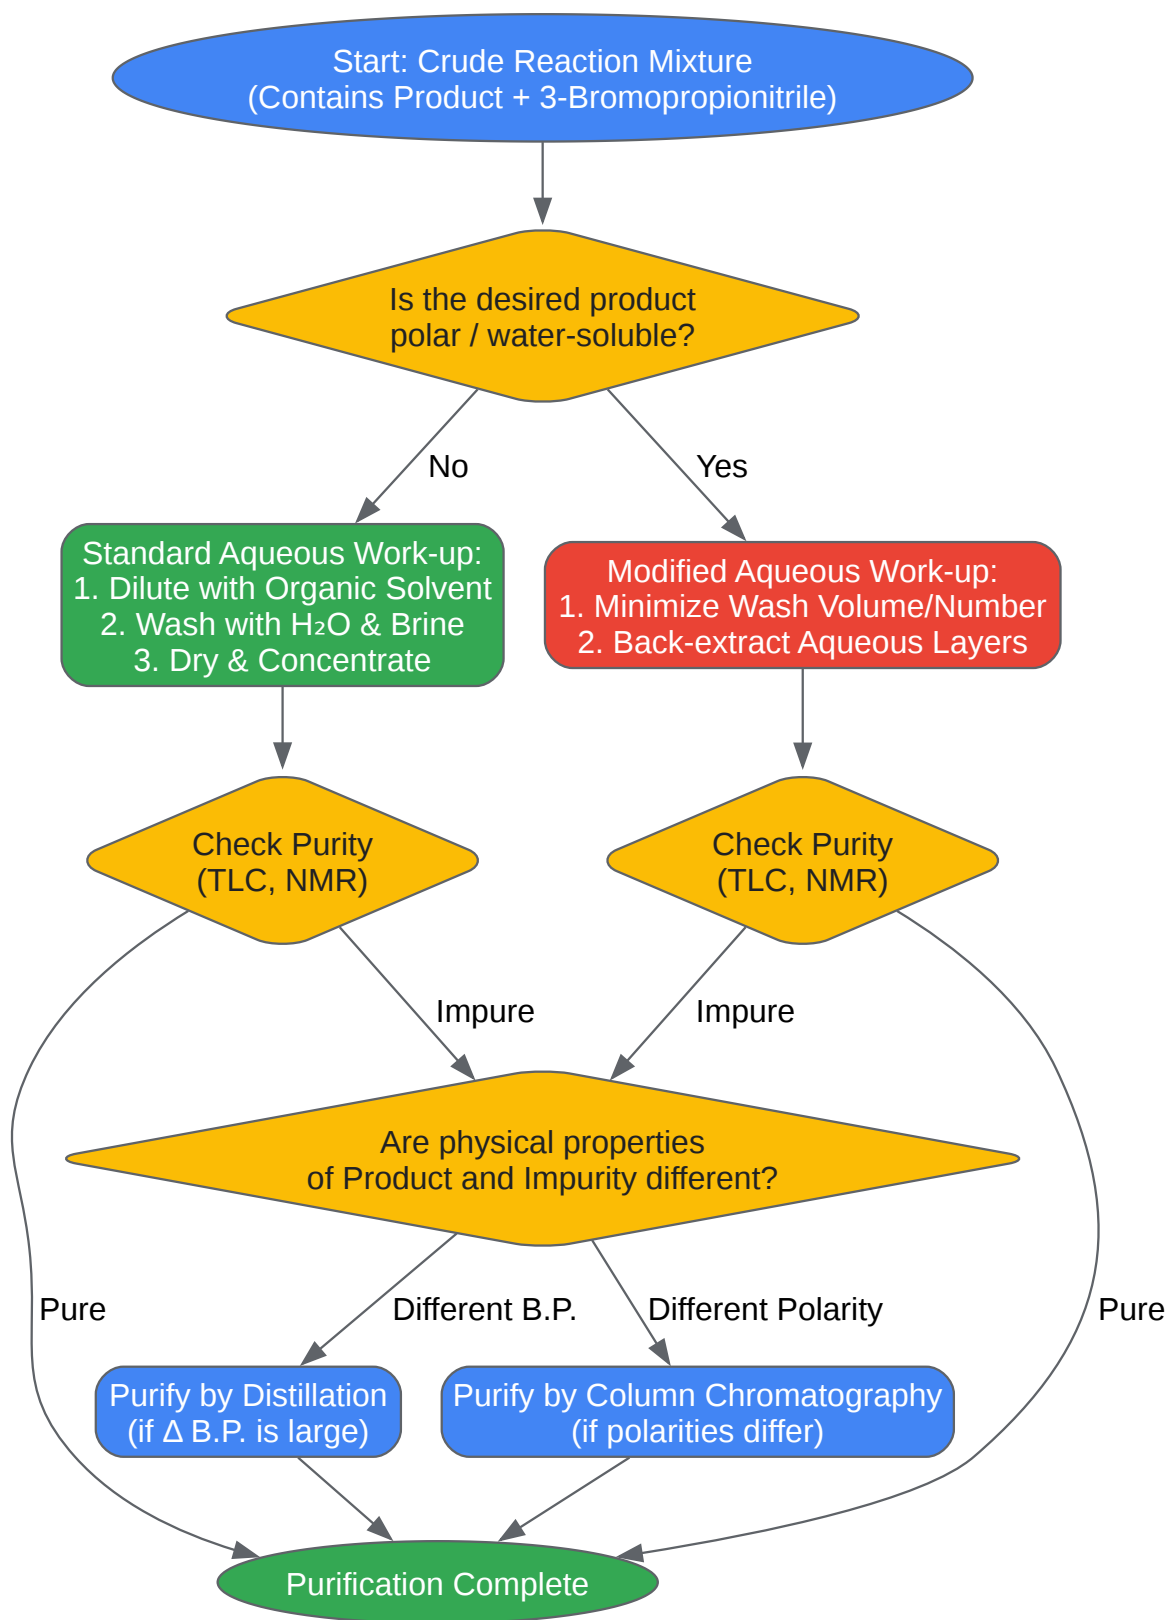 Start: Crude Reaction Mixture
(Contains Product + 3-Bromopropionitrile)
Is the desired product
polar / water-soluble?
No
Yes
Standard Aqueous Work-up:
1. Dilute with Organic Solvent
2. Wash with H₂O & Brine
3. Dry & Concentrate
Modified Aqueous Work-up:
1. Minimize Wash Volume/Number
2. Back-extract Aqueous Layers
Check Purity
(TLC, NMR)
Check Purity
(TLC, NMR)
Impure
Impure
Are physical properties
of Product and Impurity different?
Pure
Different B.P.
Different Polarity
Pure
Purify by Distillation
(if Δ B.P. is large)
Purify by Column Chromatography
(if polarities differ)
Purification Complete